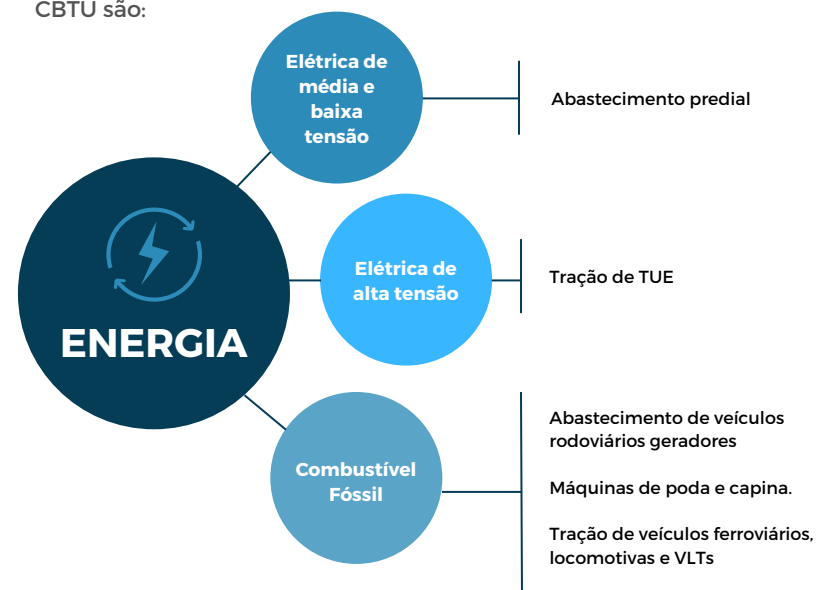 CBTU são:
Elétrica de
média e
baixa
tensão
Abastecimento predial
Elétrica de
alta tensão
Tração de TUE
ENERGIA
Combustível
Fóssil
Abastecimento de veículos
rodoviários geradores
Máquinas de poda e capina.
Tração de veículos ferroviários,
locomotivas e VLTs